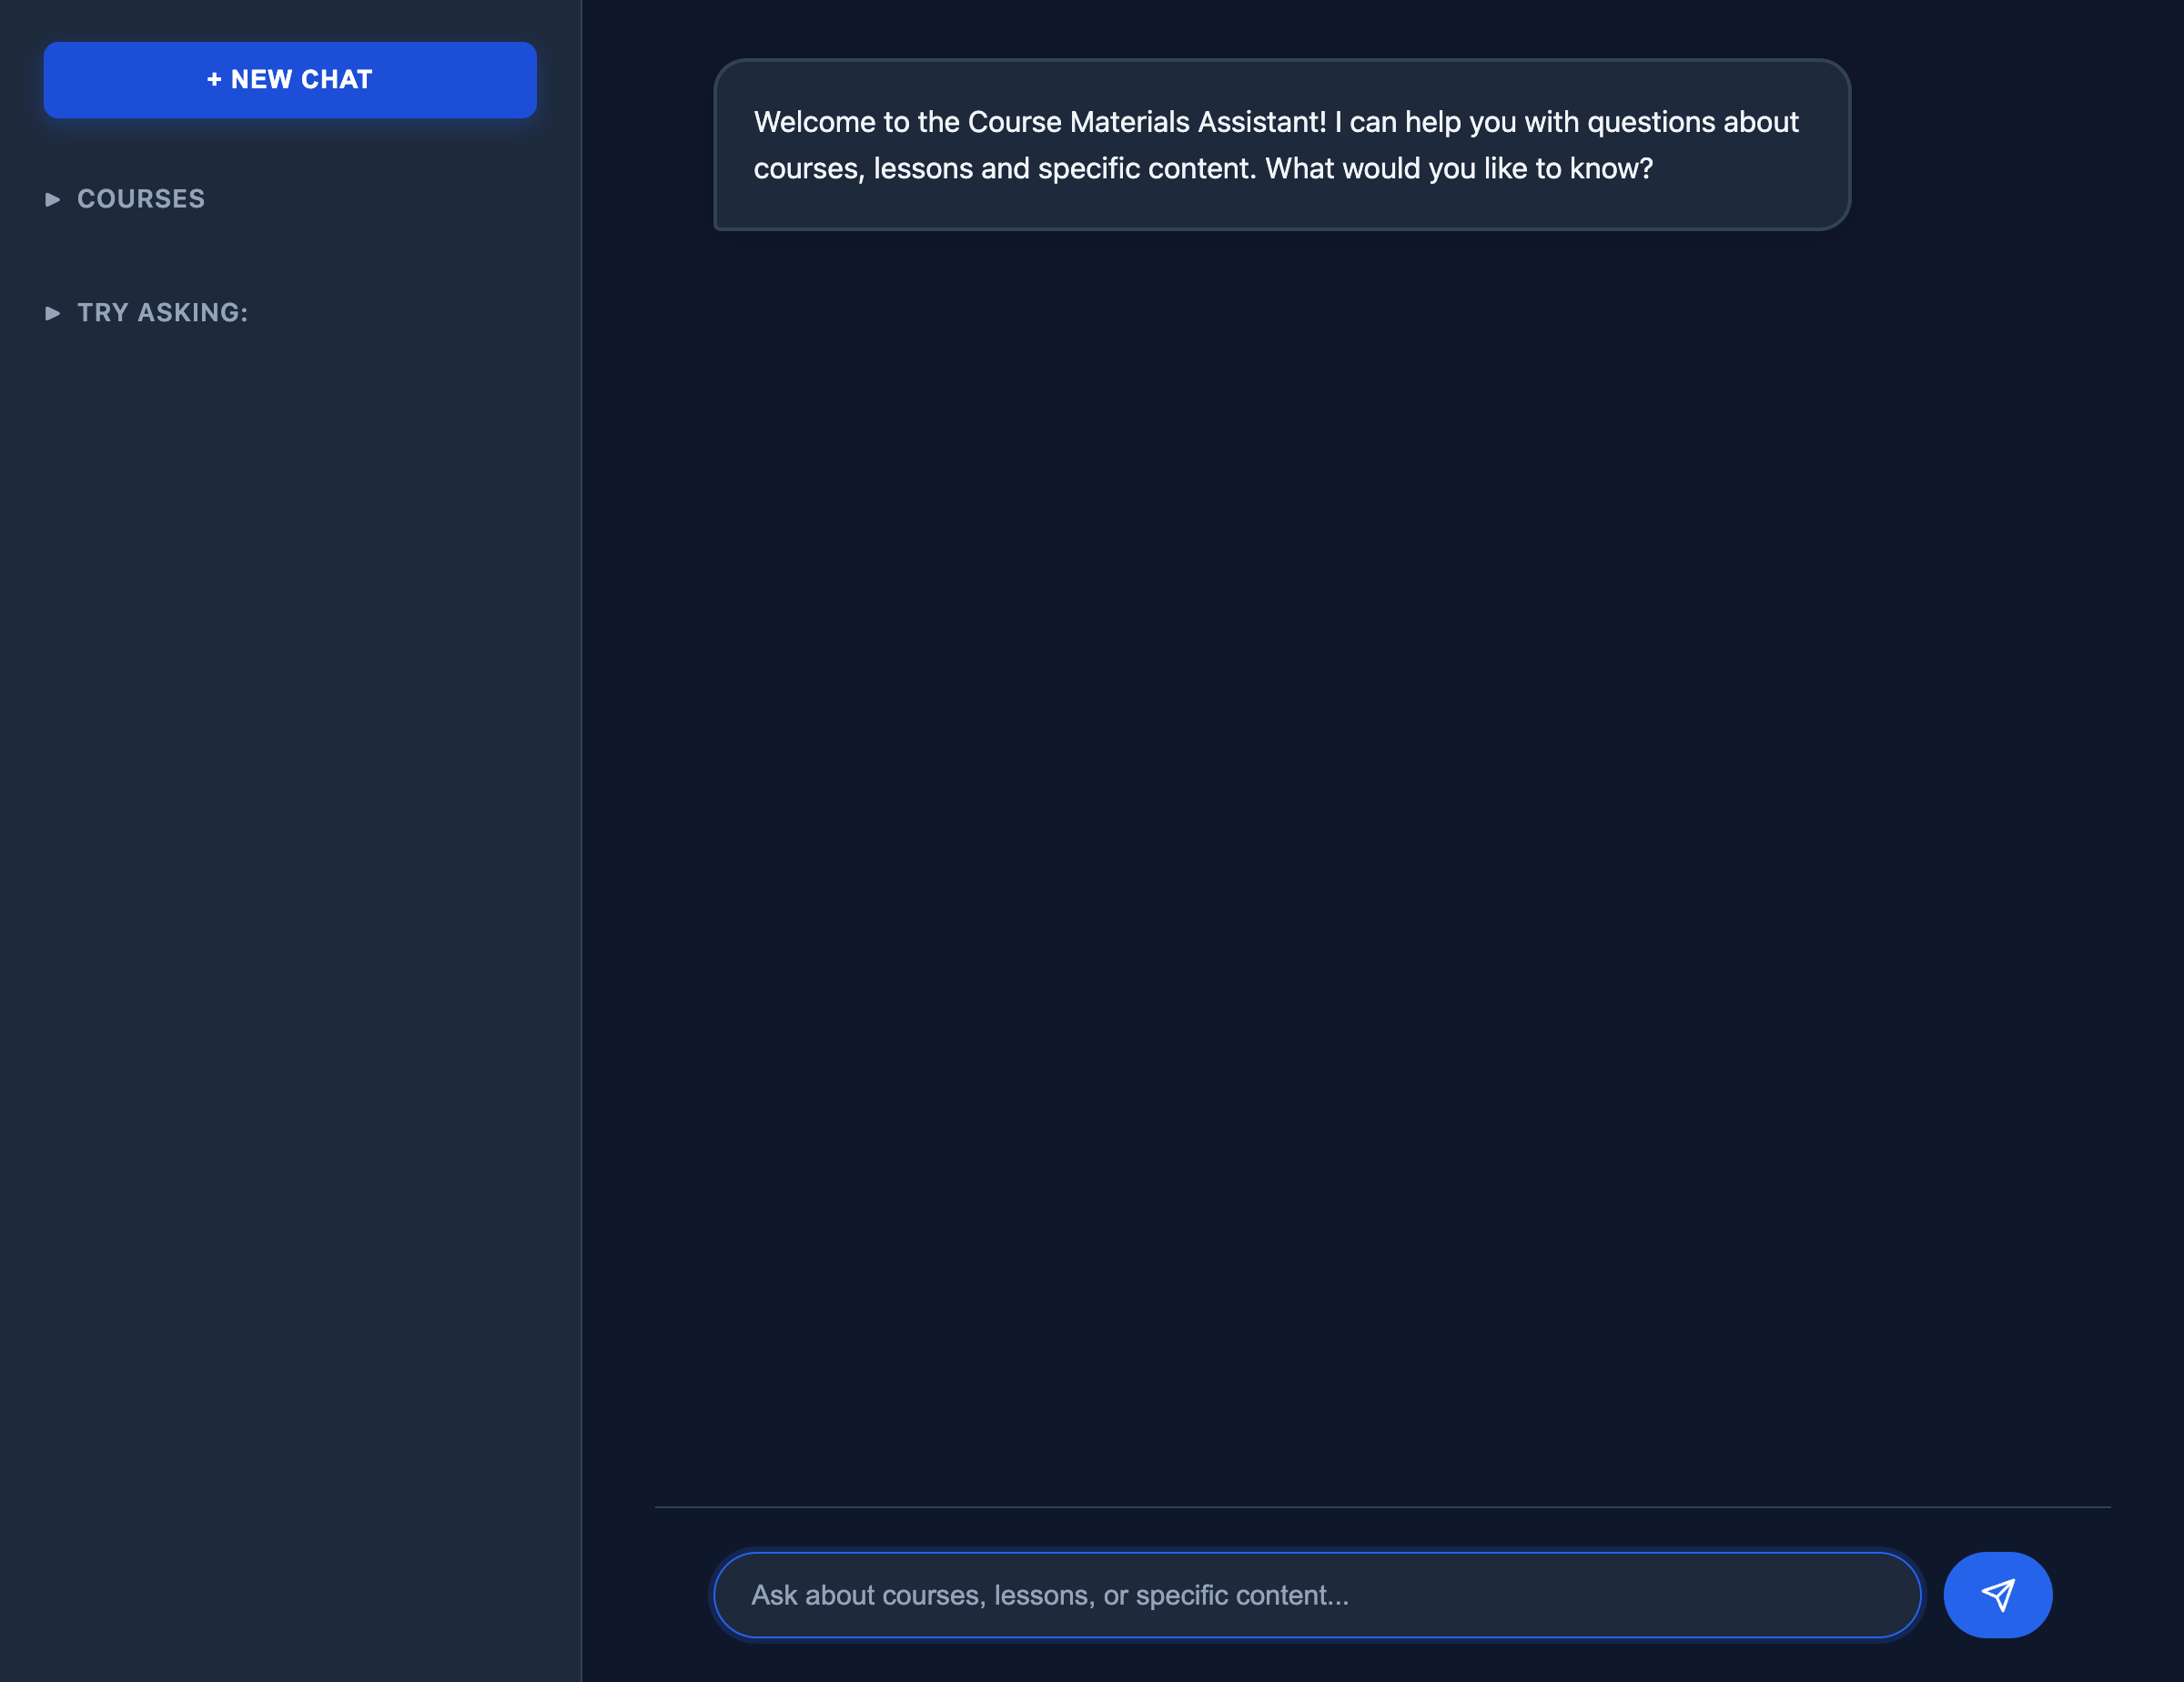 + NEW CHAT
COURSES
TRY ASKING:
Welcome to the Course Materials Assistant! I can help you with questions about
courses, lessons and specific content. What would you like to know?
Ask about courses, lessons, or specific content...